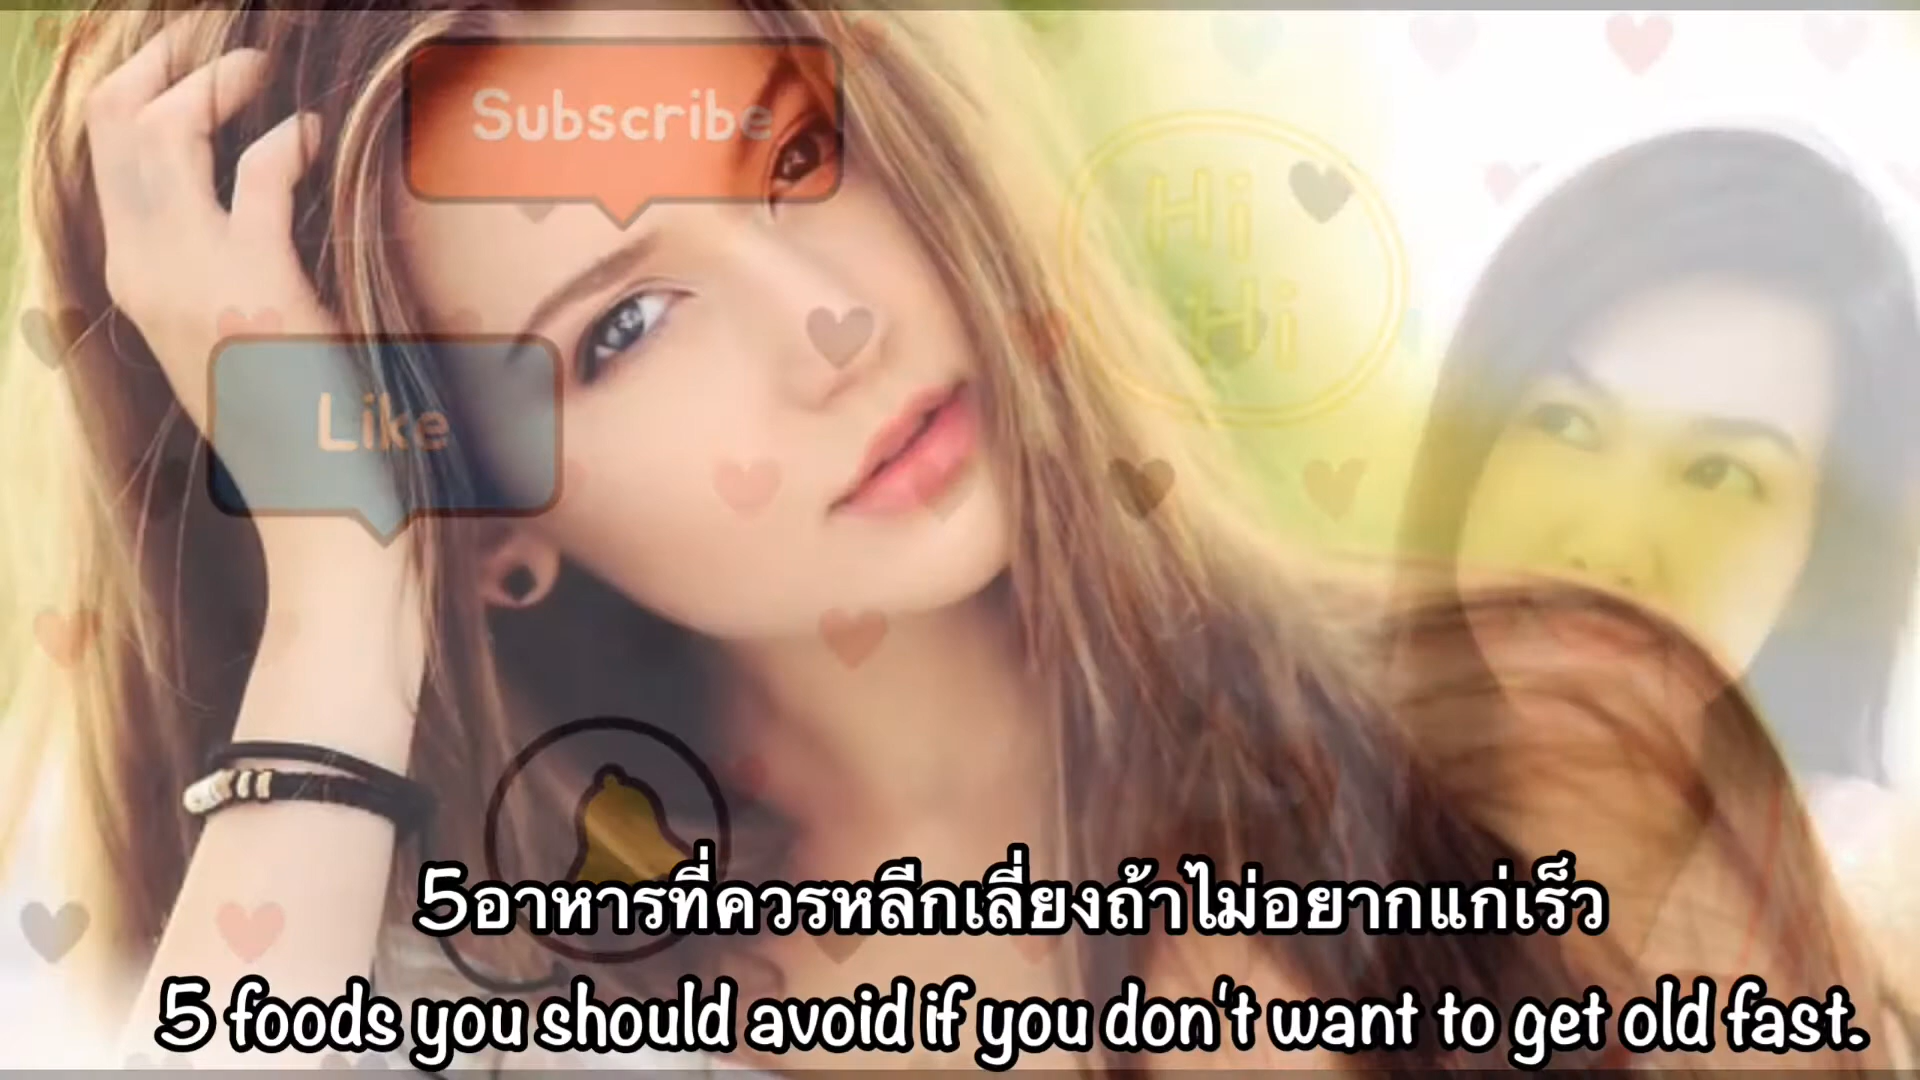 Subscribe
Hi
Hi
Like
5อาหารที่ควรหลีกเลี่ยงถ้าไม่อยากแก่เร็ว
5 foods you should avoid if you don't want to get old fast.